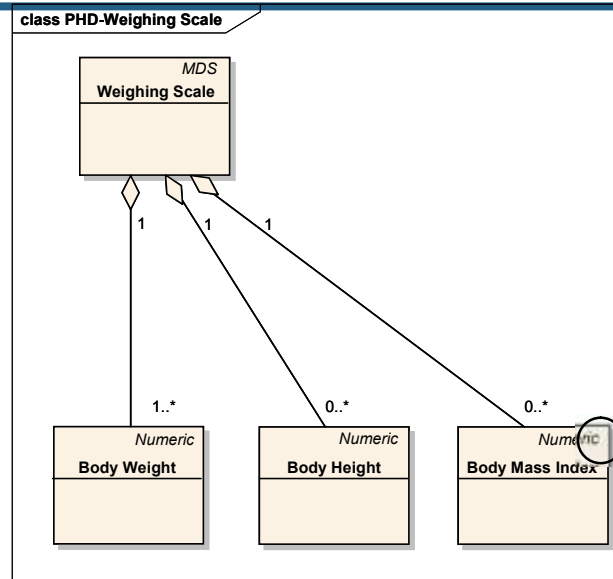 class PHD-Weighing Scale
MDS
Weighing Scale
1 1 1
1..* 0..* 0..*
Numeric Numeric Numeric
Body Weight Body Height Body Mass Index